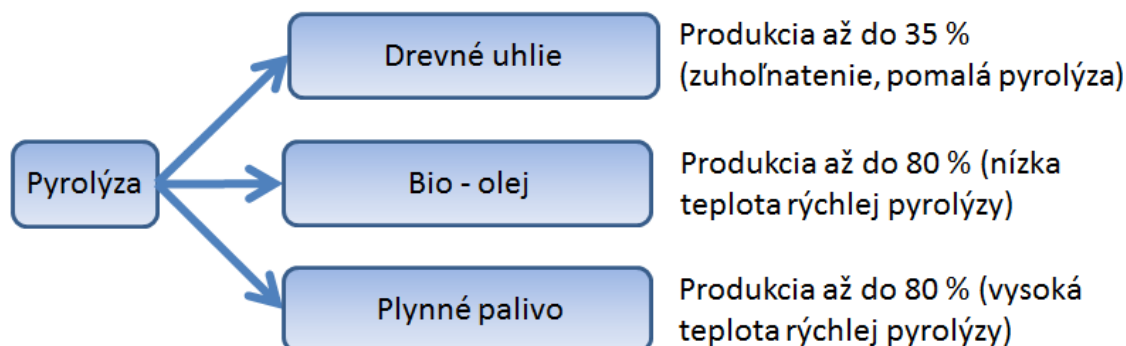 Pyrolýza
Drevné uhlie
Produkcia až do 35 %
(zuhoľnatenie, pomalá pyrolýza)
Bio - olej
Produkcia až do 80 % (nízka
teplota rýchlej pyrolýzy)
Plynné palivo
Produkcia až do 80 % (vysoká
teplota rýchlej pyrolýzy)